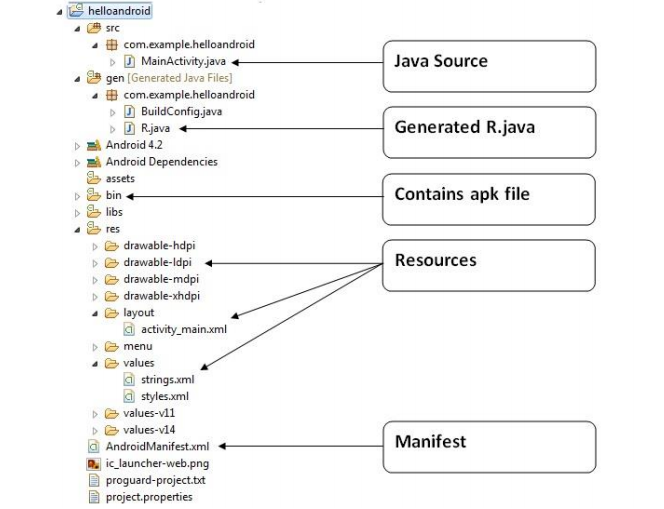 helloandroid
src
com.example.helloandroid
MainActivity.java
Java Source
gen [Generated Java Files]
com.example.helloandroid
BuildConfig.java
R.java
Generated R.java
Android 4.2
Android Dependencies
assets
bin
Contains apk file
libs
res
drawable-hdpi
drawable-ldpi
Resources
drawable-mdpi
drawable-xhdpi
layout
activity_main.xml
menu
values
strings.xml
styles.xml
values-v11
values-v14
AndroidManifest.xml
Manifest
ic_launcher-web.png
proguard-project.txt
project.properties